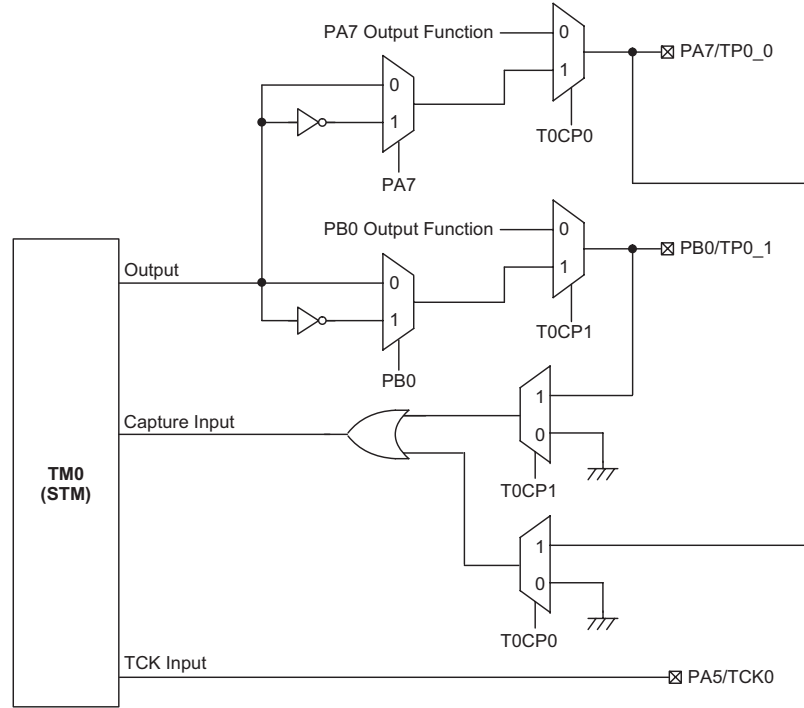 PA7 Output Function
0
1
PA7/TP0_0
T0CP0
0
1
PA7
PB0 Output Function
0
1
PB0/TP0_1
T0CP1
Output
0
1
PB0
Capture Input
1
0
T0CP1
TM0
(STM)
1
0
T0CP0
TCK Input
PA5/TCK0